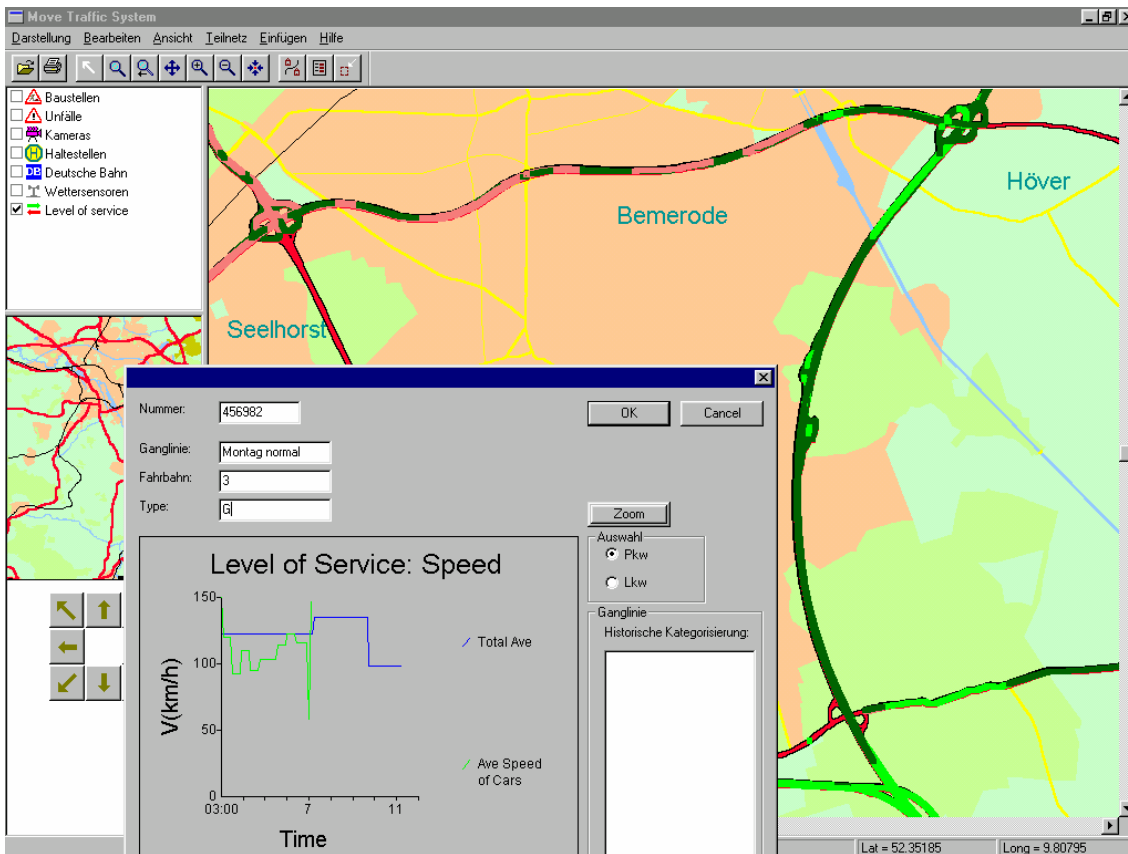 Move Traffic System
Darstellung Bearbeiten Ansicht Teilnetz Einfügen Hilfe
Baustellen
Unfälle
Kameras
H Haltestellen
DB Deutsche Bahn
Wettersensoren
Level of service
Höver
Bemerode
Seelhorst
Nummer: 456982
OK Cancel
Ganglinie: Montag normal
Fahrbahn: 3
Type: G
Zoom
Auswahl
Pkw
Lkw
Ganglinie
Historische Kategorisierung:
Level of Service: Speed
150
100
50
0
V(km/h)
Total Ave
Ave Speed
of Cars
03:00 7 11
Time
Lat = 52.35185 Long = 9.80795